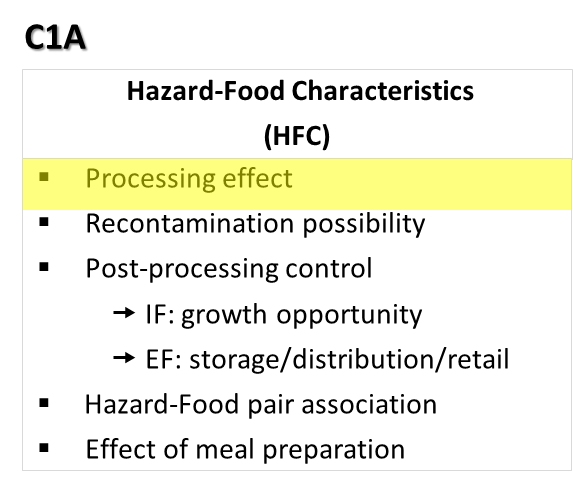 C1A
Hazard-Food Characteristics
(HFC)
▪ Processing effect
▪ Recontamination possibility
▪ Post-processing control
→ IF: growth opportunity
→ EF: storage/distribution/retail
▪ Hazard-Food pair association
▪ Effect of meal preparation